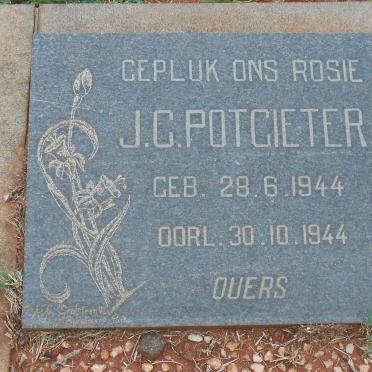 GEPLUK ONS ROSIE
J.C. POTGIETER
GEB. 28.6.1944
OORL. 30.10.1944
OUERS